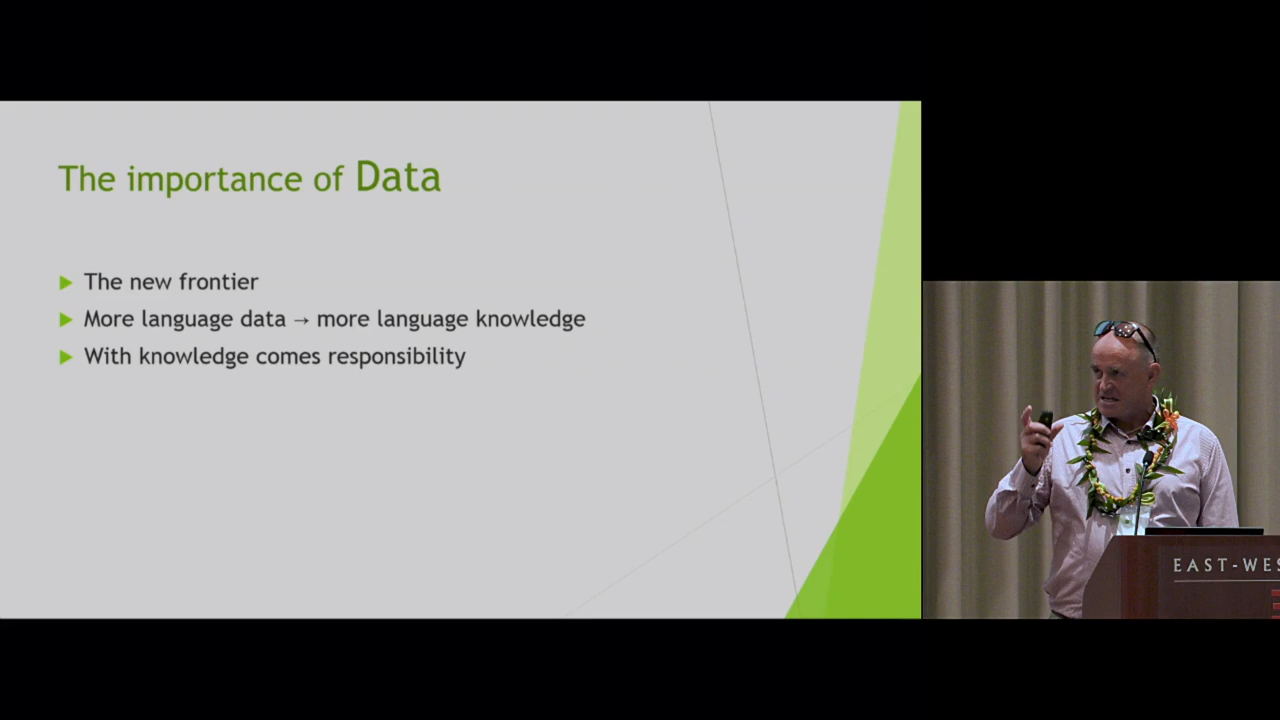 The importance of Data
The new frontier
More language data → more language knowledge
With knowledge comes responsibility
EAST-WES